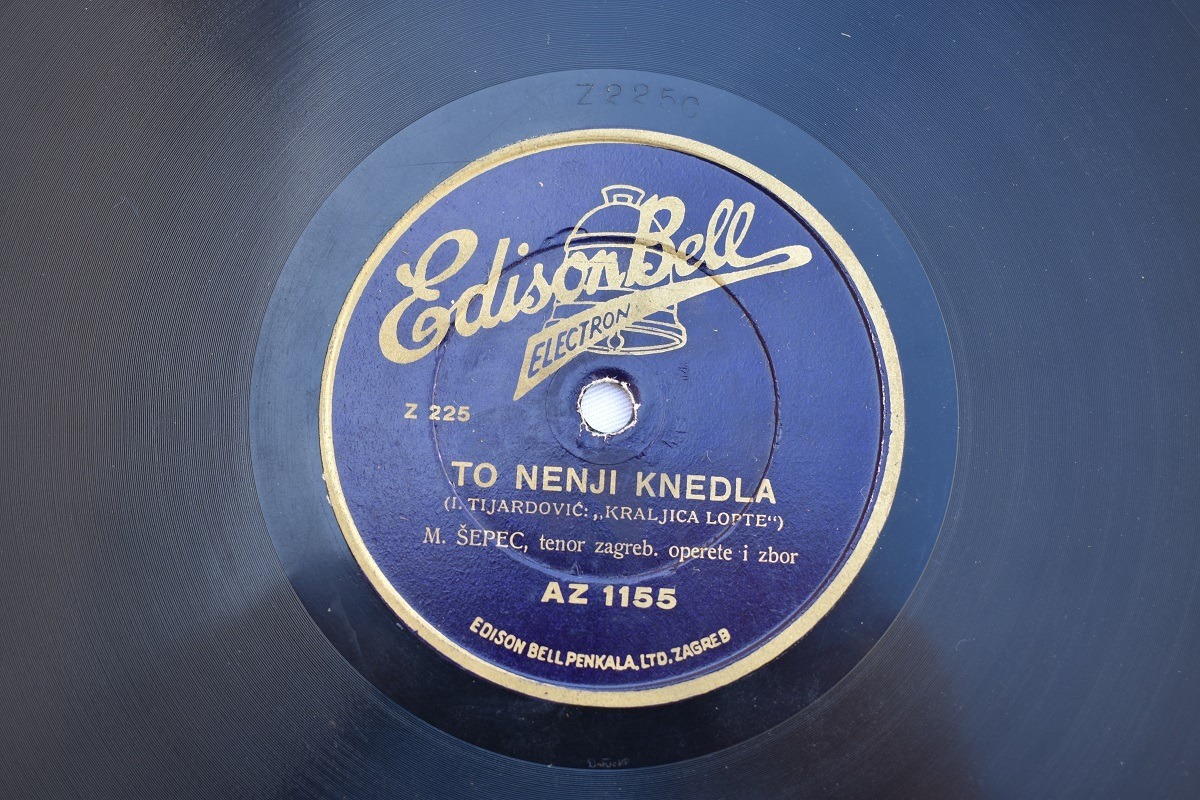 Z225
Edison Bell
ELECTRON
Z 225
TO NENJI KNEDLA
(I. TIJARDOVIĆ: „KRALJICA LOPTE“)
M. ŠEPEC, tenor zagreb. operete i zbor
AZ 1155
EDISON BELL PENKALA, LTD. ZAGREB